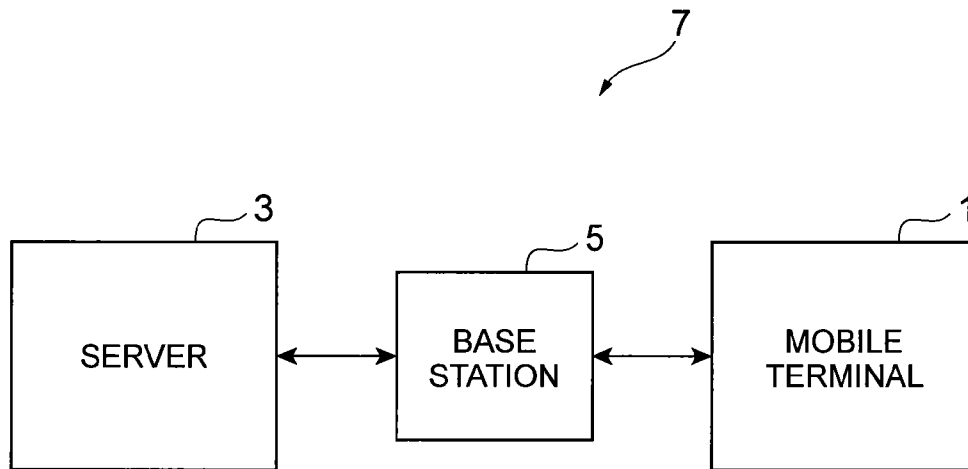 7
3
5
1
SERVER
BASE
STATION
MOBILE
TERMINAL